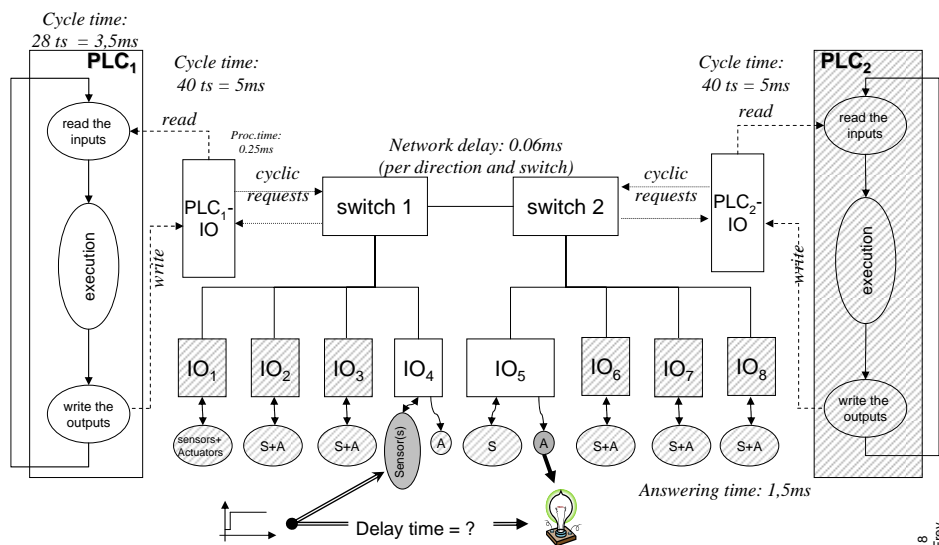 Cycle time:
28 ts = 3,5ms
PLC1
Cycle time:
40 ts = 5ms
Cycle time:
40 ts = 5ms
PLC2
read the
inputs
read
Proc.time:
0.25ms
Network delay: 0.06ms
(per direction and switch)
read
read the
inputs
PLC1-
IO
cyclic
requests
switch 1
switch 2
cyclic
requests
PLC2-
IO
execution
write
write
execution
IO1
IO2
IO3
IO4
IO5
IO6
IO7
IO8
write the
outputs
sensors+
Actuators
S+A
S+A
Sensor(s)
A
S
A
S+A
S+A
S+A
write the
outputs
Answering time: 1,5ms
Delay time = ?
8